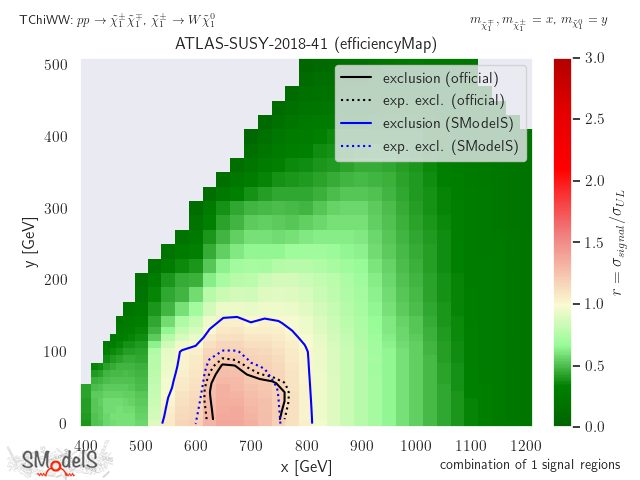 TChiWW: $pp \to \tilde{\chi}_1^{\pm} \tilde{\chi}_1^{\mp}$, $\tilde{\chi}_1^{\pm} \to W \tilde{\chi}_1^0$
$m_{\tilde{\chi}_1^{\mp}}, m_{\tilde{\chi}_1^{\pm}} = x$, $m_{\tilde{\chi}_1^0} = y$
ATLAS-SUSY-2018-41 (efficiencyMap)
exclusion (official)
exp. excl. (official)
exclusion (SModelS)
exp. excl. (SModelS)
y [GeV]
500
400
300
200
100
0
400 500 600 700 800 900 1000 1100 1200
x [GeV]
3.0
2.5
2.0
1.5
1.0
0.5
0.0
$r = \sigma_{signal}/\sigma_{UL}$
SModelS
combination of 1 signal regions